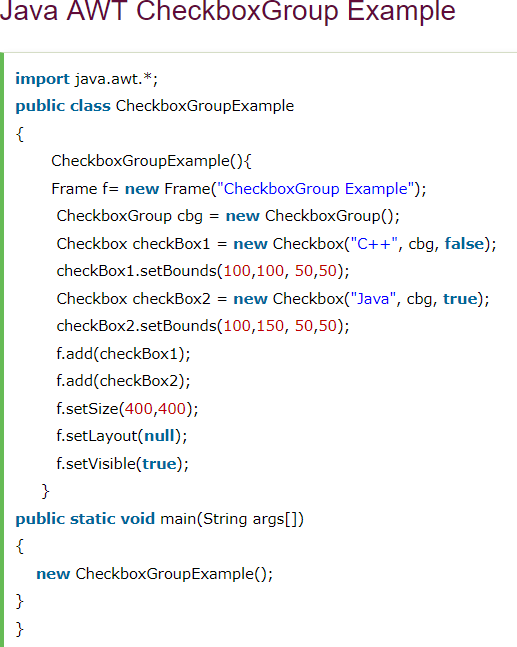 Java AWT CheckboxGroup Example
import java.awt.*;
public class CheckboxGroupExample
{
CheckboxGroupExample(){
Frame f= new Frame("CheckboxGroup Example");
CheckboxGroup cbg = new CheckboxGroup();
Checkbox checkBox1 = new Checkbox("C++", cbg, false);
checkBox1.setBounds(100,100, 50,50);
Checkbox checkBox2 = new Checkbox("Java", cbg, true);
checkBox2.setBounds(100,150, 50,50);
f.add(checkBox1);
f.add(checkBox2);
f.setSize(400,400);
f.setLayout(null);
f.setVisible(true);
}
public static void main(String args[])
{
new CheckboxGroupExample();
}
}